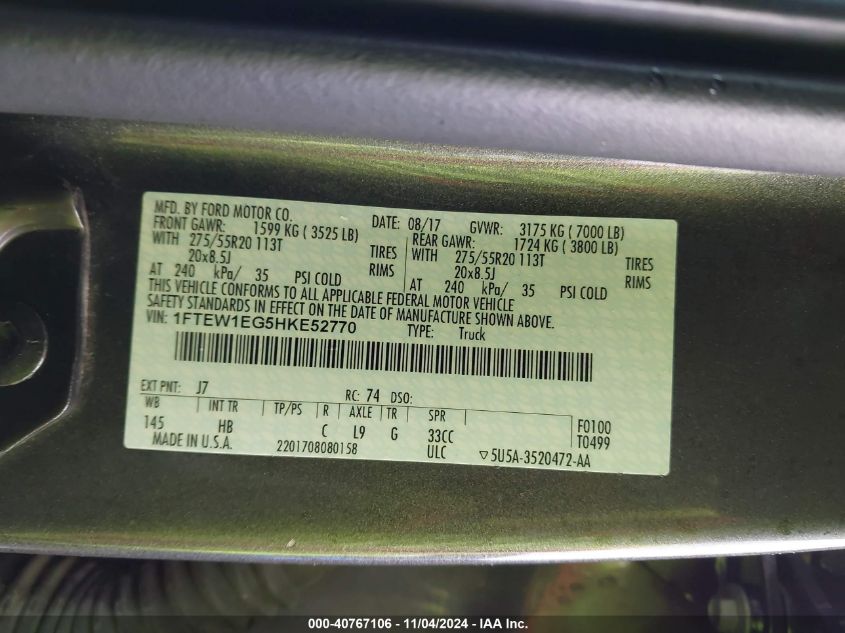 MFD. BY FORD MOTOR CO. DATE: 08/17 GVWR: 3175 KG ( 7000 LB)
FRONT GAWR: 1599 KG ( 3525 LB) REAR GAWR: 1724 KG ( 3800 LB)
WITH 275/55R20 113T TIRES WITH 275/55R20 113T TIRES
20x8.5J RIMS 20x8.5J RIMS
AT 240 kPa/ 35 PSI COLD AT 240 kPa/ 35 PSI COLD
THIS VEHICLE CONFORMS TO ALL APPLICABLE FEDERAL MOTOR VEHICLE
SAFETY STANDARDS IN EFFECT ON THE DATE OF MANUFACTURE SHOWN ABOVE.
VIN: 1FTEW1EG5HKE52770 TYPE: Truck
EXT PNT: J7 RC: 74 DSO:
WB INT TR TP/PS R AXLE TR SPR F0100
145 HB C L9 G 33CC T0499
MADE IN U.S.A. 2201708080158 ULC ▽5U5A-3520472-AA
000-40767106 - 11/04/2024 - IAA Inc.